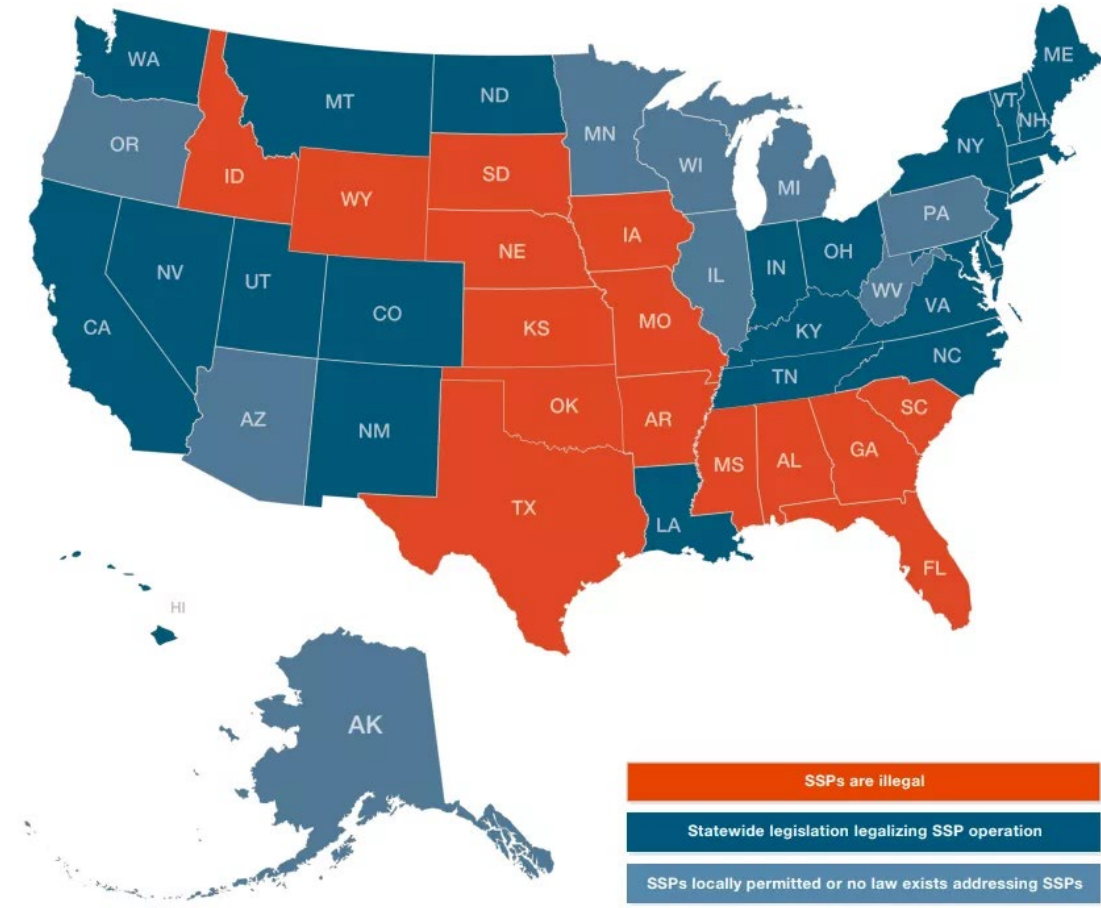 WA
MT
ND
MN
ME
VT
NH
OR
ID
WY
SD
WI
MI
NY
NE
IA
PA
NV
UT
CO
KS
MO
IL
IN
OH
WV
VA
KY
CA
AZ
NM
OK
AR
TN
NC
SC
TX
LA
MS
AL
GA
FL
HI
AK
SSPs are illegal
Statewide legislation legalizing SSP operation
SSPs locally permitted or no law exists addressing SSPs